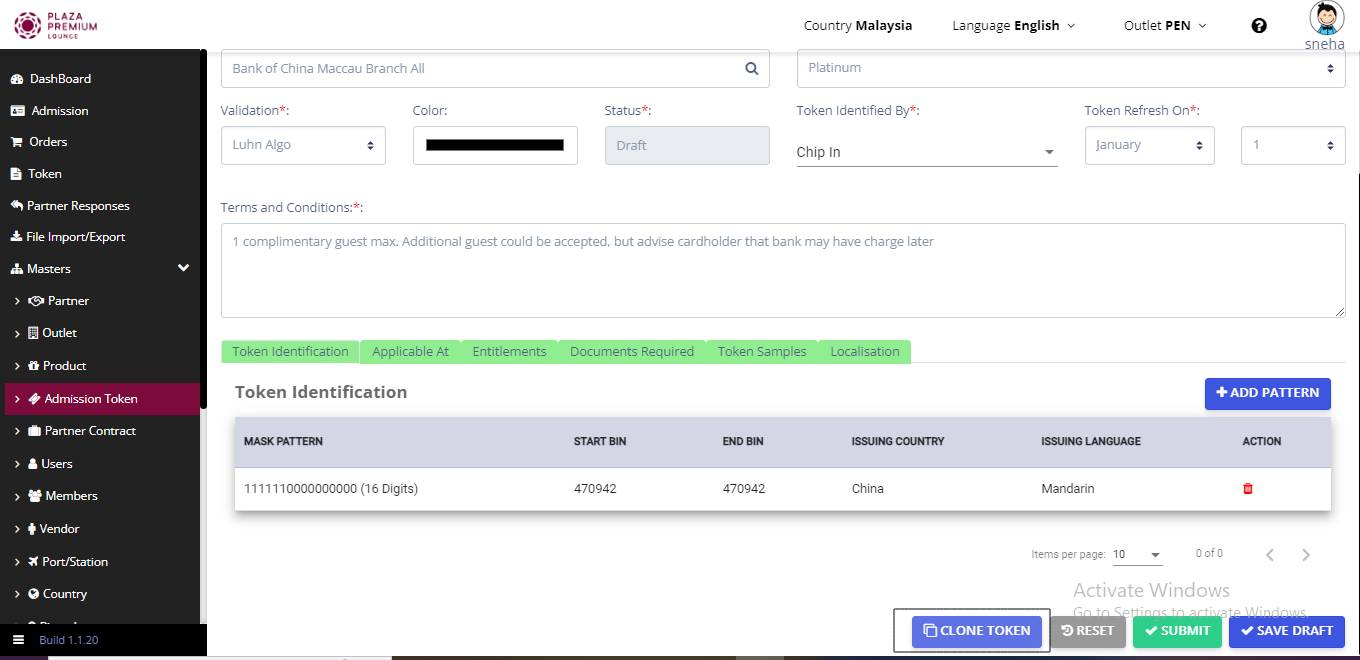 PLAZA
PREMIUM
LOUNGE
Country Malaysia
Language English
Outlet PEN
sneha
DashBoard
Admission
Orders
Token
Partner Responses
File Import/Export
Masters
Partner
Outlet
Product
Admission Token
Partner Contract
Users
Members
Vendor
Port/Station
Country
Build 1.1.20
Bank of China Maccau Branch All
Platinum
Validation*:
Color:
Status*:
Token Identified By*:
Token Refresh On*:
Luhn Algo
Draft
Chip In
January
1
Terms and Conditions:*:
1 complimentary guest max. Additional guest could be accepted, but advise cardholder that bank may have charge later
Token Identification
Applicable At
Entitlements
Documents Required
Token Samples
Localisation
Token Identification
ADD PATTERN
MASK PATTERN
START BIN
END BIN
ISSUING COUNTRY
ISSUING LANGUAGE
ACTION
1111110000000000 (16 Digits)
470942
470942
China
Mandarin
Items per page: 10
0 of 0
Activate Windows
Go to Settings to activate Windows.
CLONE TOKEN
RESET
SUBMIT
SAVE DRAFT